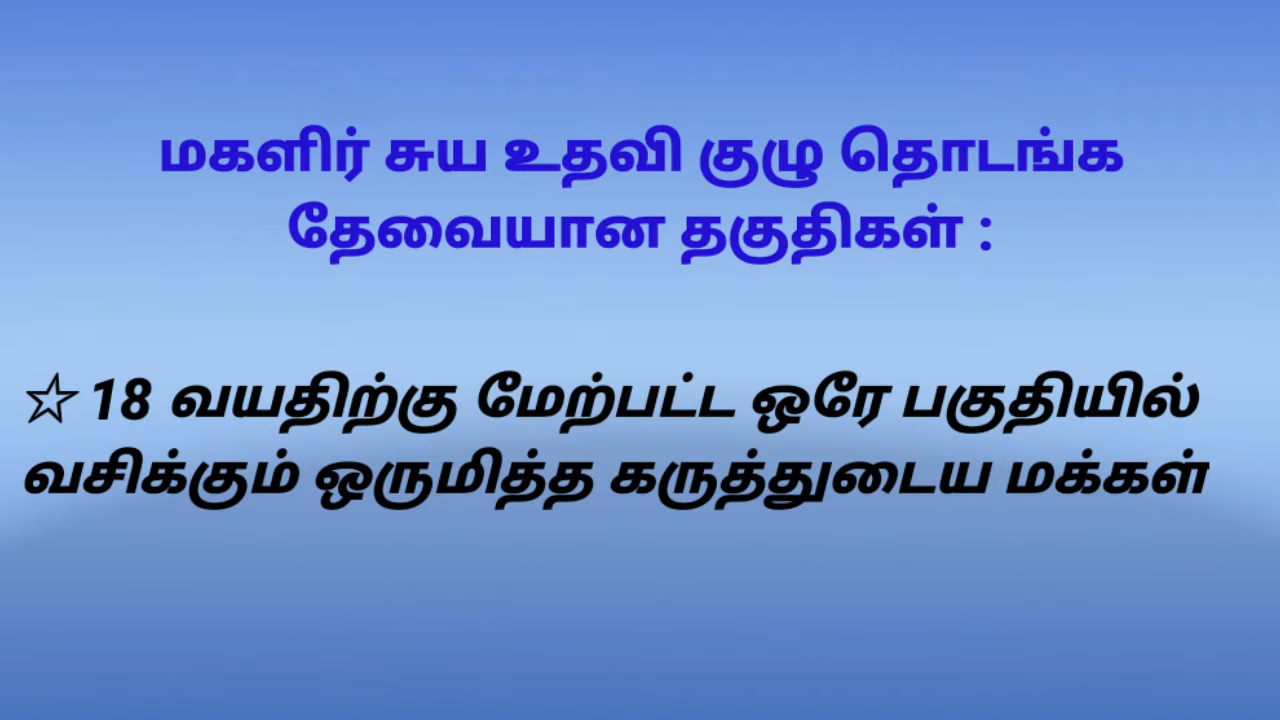 மகளிர் சுய உதவி குழு தொடங்க
தேவையான தகுதிகள் :
☆ 18 வயதிற்கு மேற்பட்ட ஒரே பகுதியில்
வசிக்கும் ஒருமித்த கருத்துடைய மக்கள்